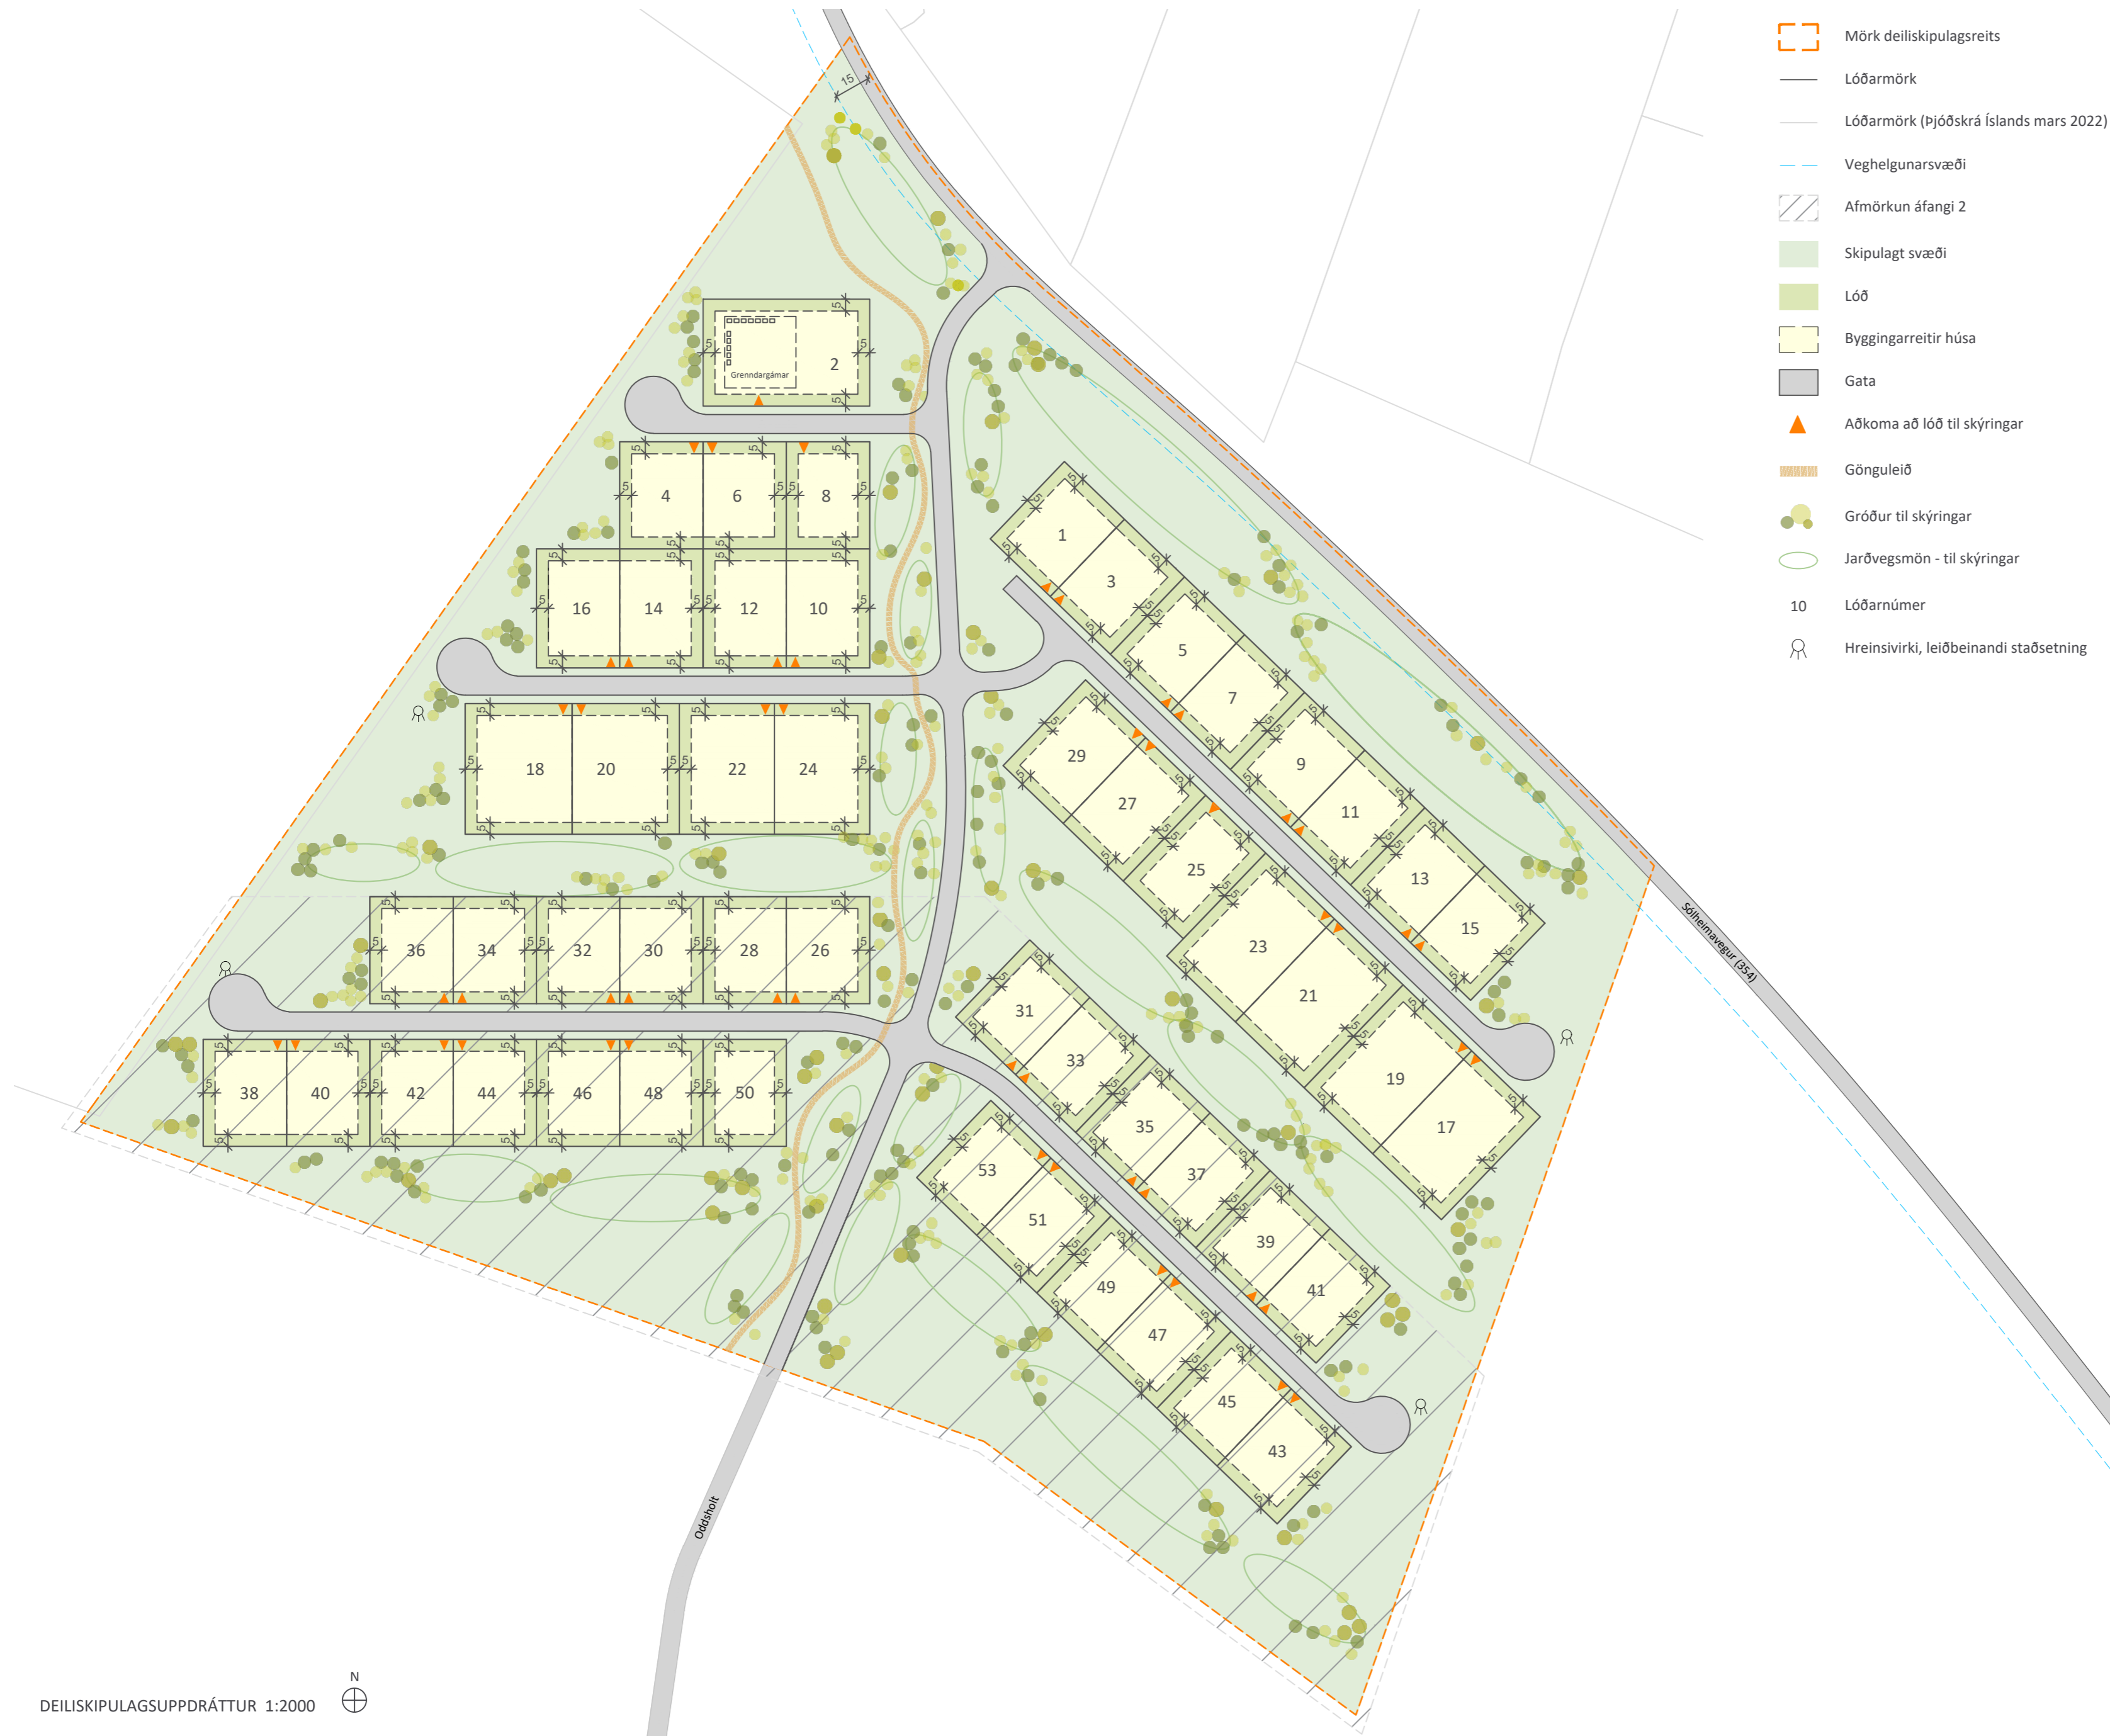 Mörk deiliskipulagsreits
Lóðarmörk
Lóðarmörk (Þjóðskrá Íslands mars 2022)
Veghelgunarsvæði
Afmörkun áfangi 2
Skipulagt svæði
Lóð
Byggingarreitir húsa
Gata
Aðkoma að lóð til skýringar
Gönguleið
Gróður til skýringar
Jarðvegsmön - til skýringar
10 Lóðarnúmer
Hreinsivirki, leiðbeinandi staðsetning
15
2
Grenndargámar
4 6 8
16 14 12 10
18 20 22 24
36 34 32 30 28 26
38 40 42 44 46 48 50
1
3
5
7
9
11
13
15
29
27
25
23
21
19
17
31
33
35
37
39
41
53
51
49
47
45
43
5
Sólheimavegur (354)
Oddsholt
N
DEILISKIPULAGSUPPDRÁTTUR 1:2000